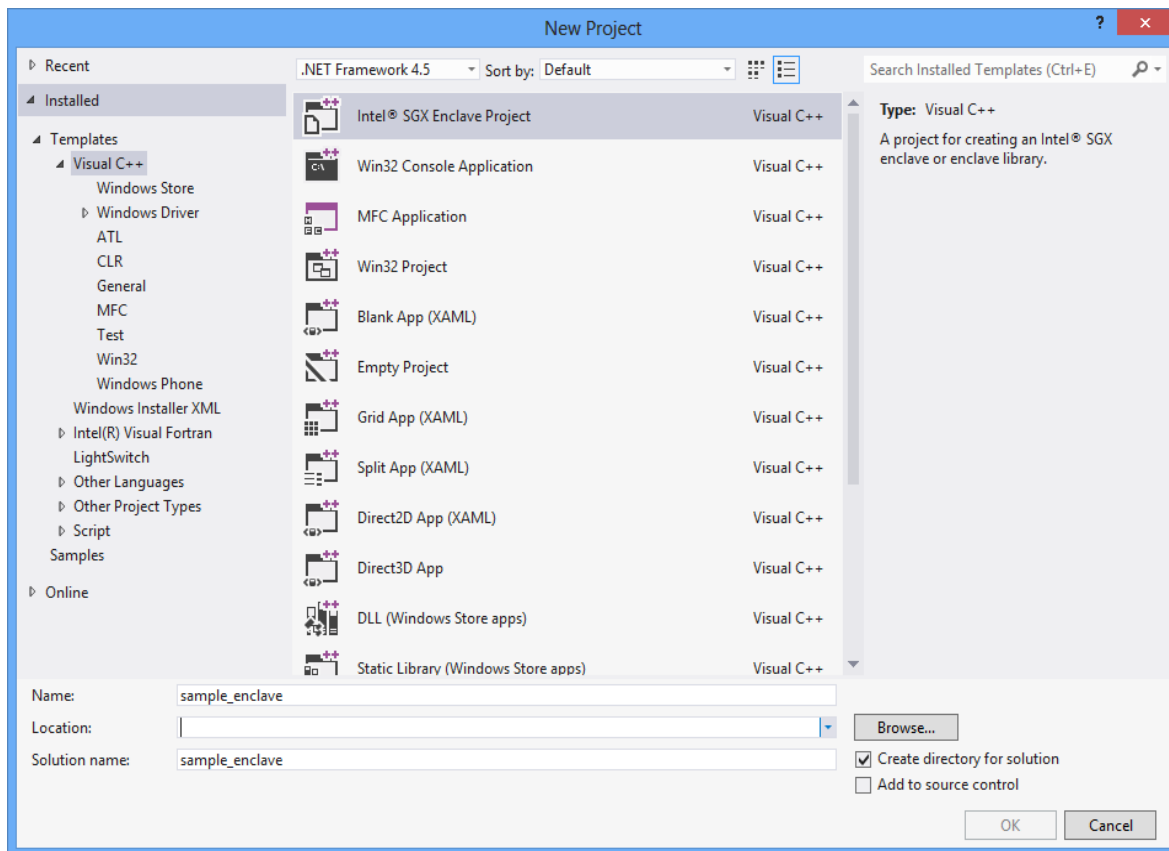 New Project
?
Recent
Installed
Templates
Visual C++
Windows Store
Windows Driver
ATL
CLR
General
MFC
Test
Win32
Windows Phone
Windows Installer XML
Intel(R) Visual Fortran
LightSwitch
Other Languages
Other Project Types
Script
Samples
Online
.NET Framework 4.5 Sort by: Default
Intel® SGX Enclave Project Visual C++
Win32 Console Application Visual C++
MFC Application Visual C++
Win32 Project Visual C++
Blank App (XAML) Visual C++
Empty Project Visual C++
Grid App (XAML) Visual C++
Split App (XAML) Visual C++
Direct2D App (XAML) Visual C++
Direct3D App Visual C++
DLL (Windows Store apps) Visual C++
Static Library (Windows Store apps) Visual C++
Search Installed Templates (Ctrl+E)
Type: Visual C++
A project for creating an Intel® SGX
enclave or enclave library.
Name: sample_enclave
Location:
Browse...
Solution name: sample_enclave
Create directory for solution
Add to source control
OK Cancel